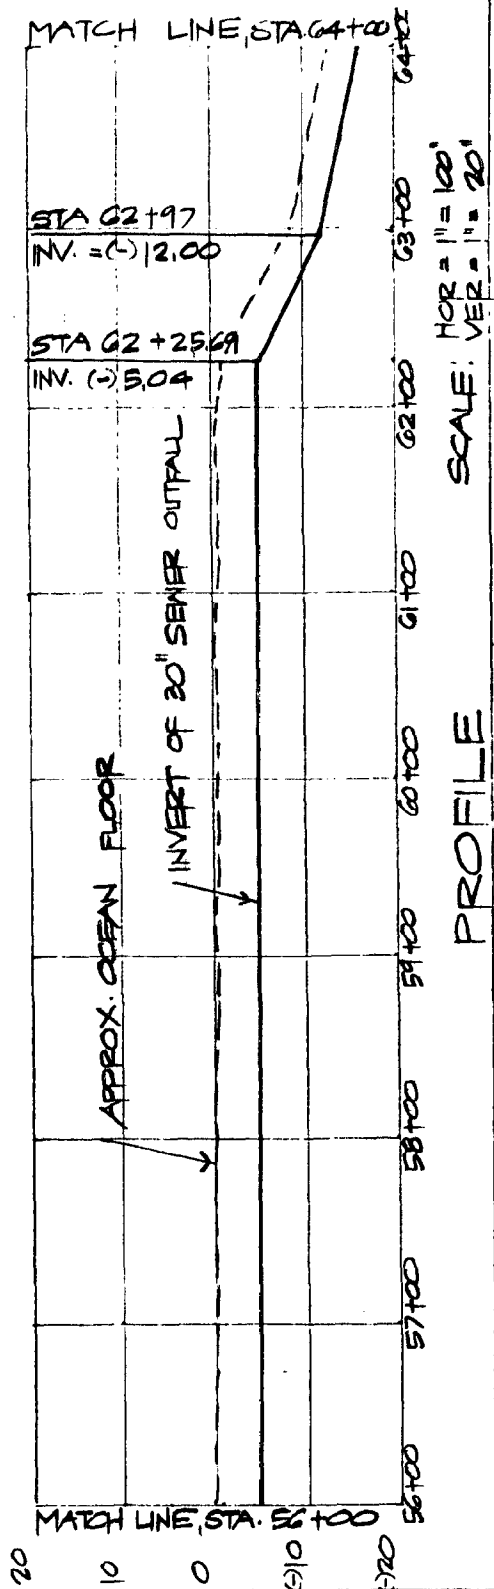 MATCH LINE, STA. 64+00
STA 62+97
INV. = (-) 12.00
STA 62+25.69
INV. (-) 5.04
INVERT OF 30" SEWER OUTFALL
APPROX. OCEAN FLOOR
MATCH LINE, STA. 56+00
20
10
0
(-)10
(-)20
56+00
57+00
58+00
59+00
60+00
61+00
62+00
63+00
64+00
PROFILE
SCALE: HOR = 1" = 100'
VER = 1" = 20'